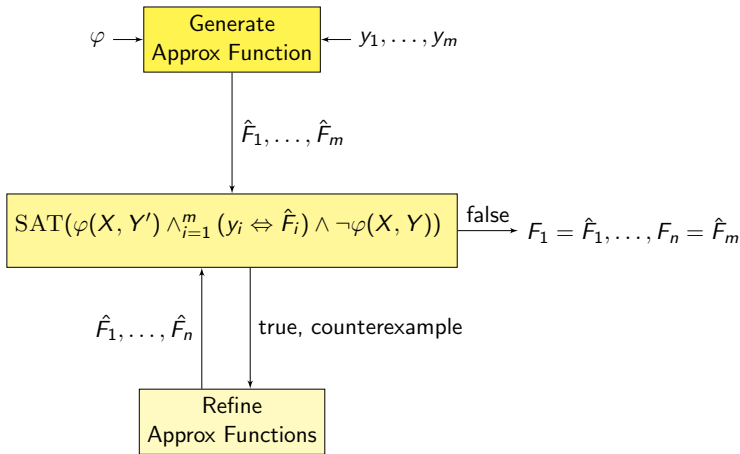 Generate
Approx Function
φ
y₁, . . . , yₘ
F̂₁, . . . , F̂ₘ
SAT(φ(X, Y′) ∧ᵢ₌₁ᵐ (yᵢ ⇔ F̂ᵢ) ∧ ¬φ(X, Y))
false
F₁ = F̂₁, . . . , Fₙ = F̂ₘ
F̂₁, . . . , F̂ₙ
true, counterexample
Refine
Approx Functions